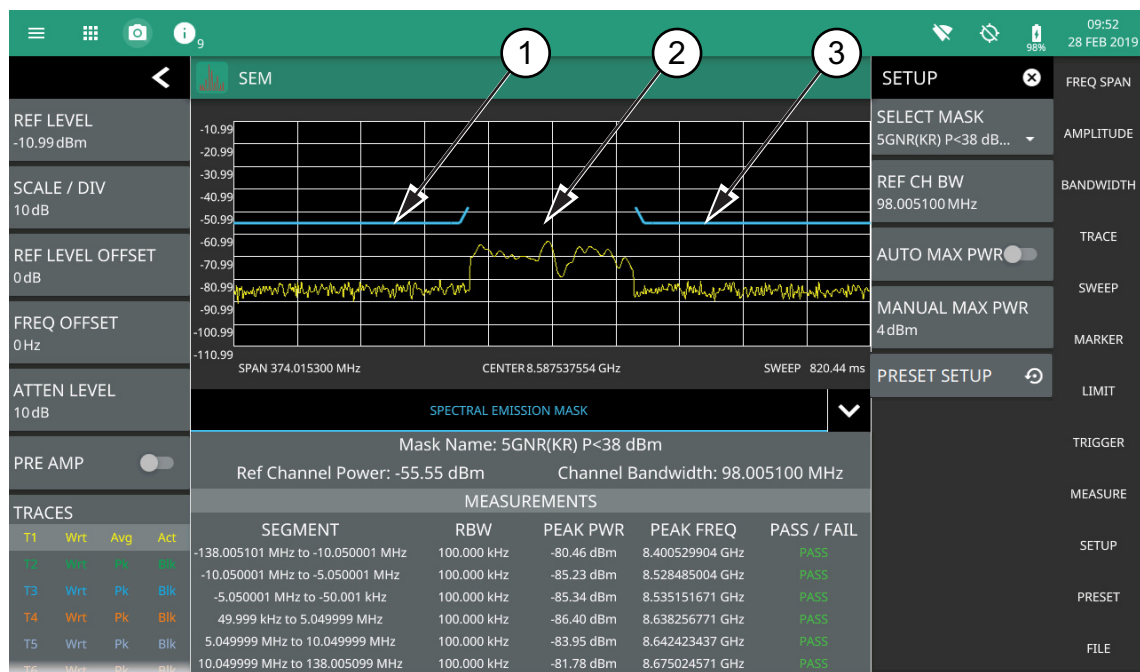 9
98%
09:52
28 FEB 2019
1
2
3
REF LEVEL
-10.99 dBm
SCALE / DIV
10 dB
REF LEVEL OFFSET
0 dB
FREQ OFFSET
0 Hz
ATTEN LEVEL
10 dB
PRE AMP
TRACES
T1 Wrt Avg Act
T2 Wrt Pk Blk
T3 Wrt Pk Blk
T4 Wrt Pk Blk
T5 Wrt Pk Blk
T6 Wrt Pk Blk
SEM
-10.99
-20.99
-30.99
-40.99
-50.99
-60.99
-70.99
-80.99
-90.99
-100.99
-110.99
SPAN 374.015300 MHz CENTER 8.587537554 GHz SWEEP 820.44 ms
SPECTRAL EMISSION MASK
Mask Name: 5GNR(KR) P<38 dBm
Ref Channel Power: -55.55 dBm Channel Bandwidth: 98.005100 MHz
MEASUREMENTS
SEGMENT RBW PEAK PWR PEAK FREQ PASS / FAIL
-138.005101 MHz to -10.050001 MHz 100.000 kHz -80.46 dBm 8.400529904 GHz PASS
-10.050001 MHz to -5.050001 MHz 100.000 kHz -85.23 dBm 8.528485004 GHz PASS
-5.050001 MHz to -50.001 kHz 100.000 kHz -85.34 dBm 8.535151671 GHz PASS
49.999 kHz to 5.049999 MHz 100.000 kHz -86.40 dBm 8.638256771 GHz PASS
5.049999 MHz to 10.049999 MHz 100.000 kHz -83.95 dBm 8.642423437 GHz PASS
10.049999 MHz to 138.005099 MHz 100.000 kHz -81.78 dBm 8.675024571 GHz PASS
SETUP
SELECT MASK
5GNR(KR) P<38 dB...
REF CH BW
98.005100 MHz
AUTO MAX PWR
MANUAL MAX PWR
4 dBm
PRESET SETUP
FREQ SPAN
AMPLITUDE
BANDWIDTH
TRACE
SWEEP
MARKER
LIMIT
TRIGGER
MEASURE
SETUP
PRESET
FILE